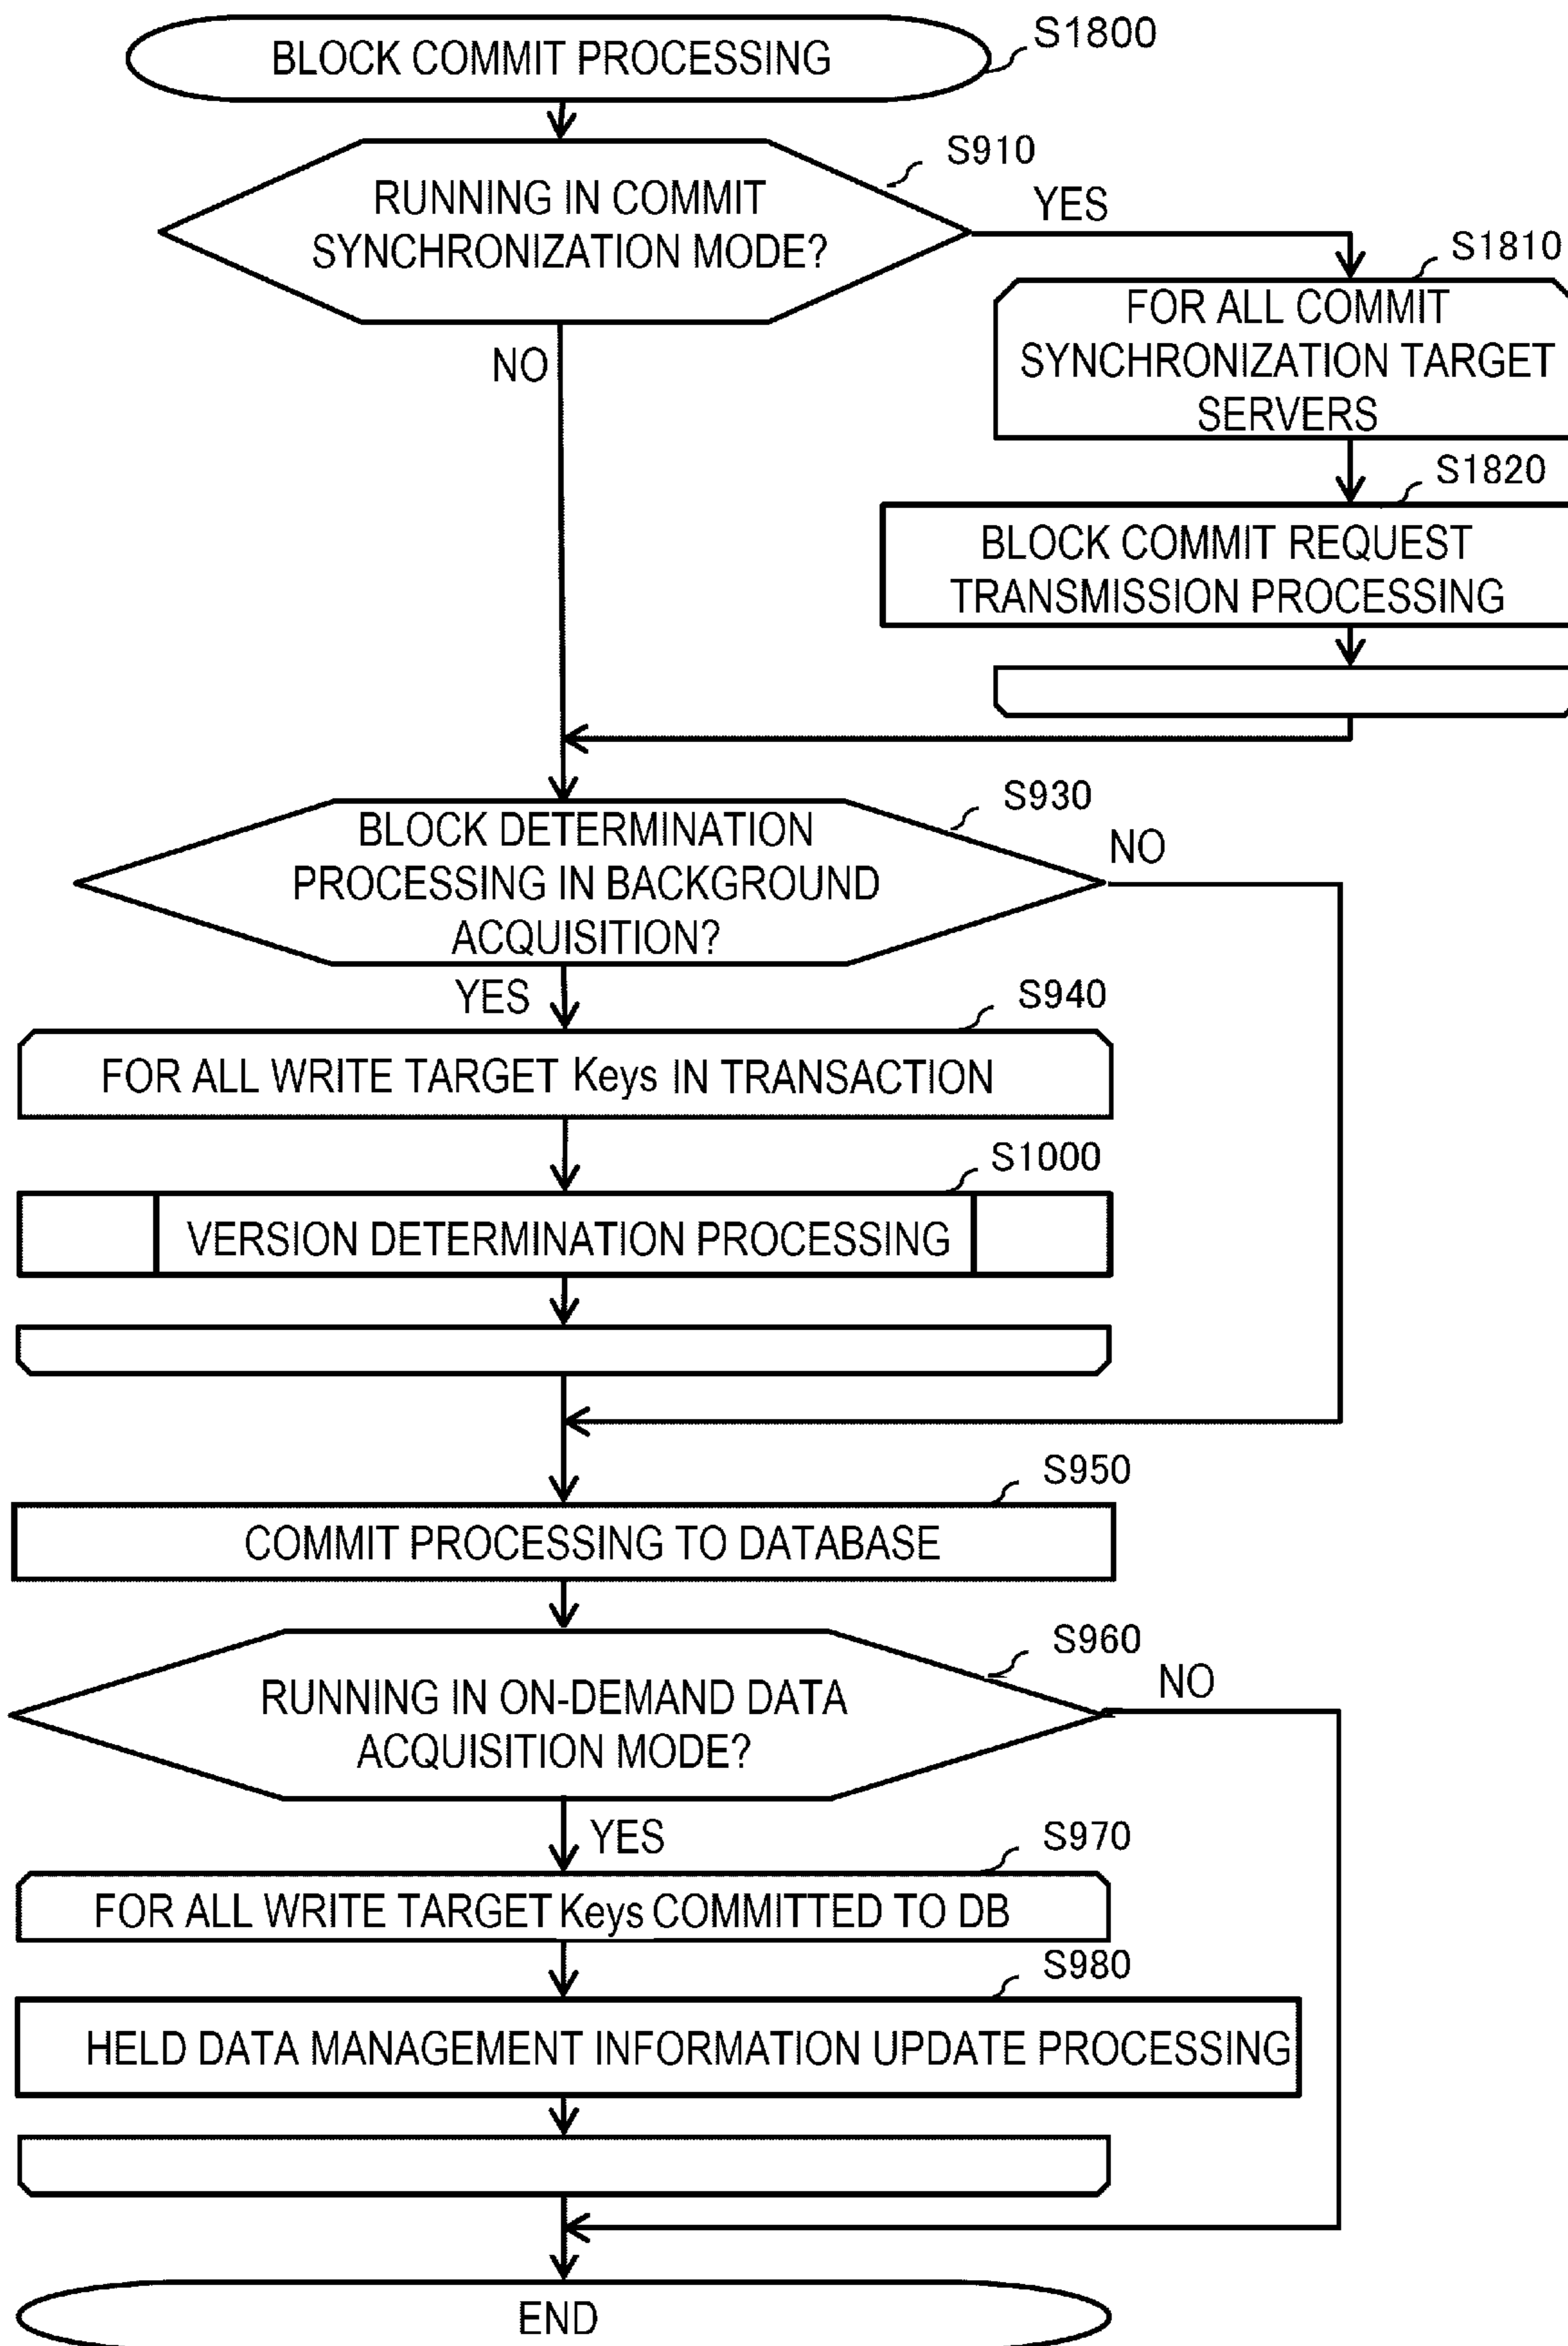 BLOCK COMMIT PROCESSING
S1800
RUNNING IN COMMIT
SYNCHRONIZATION MODE?
S910
YES
NO
S1810
FOR ALL COMMIT
SYNCHRONIZATION TARGET
SERVERS
S1820
BLOCK COMMIT REQUEST
TRANSMISSION PROCESSING
S930
BLOCK DETERMINATION
PROCESSING IN BACKGROUND
ACQUISITION?
NO
YES
S940
FOR ALL WRITE TARGET Keys IN TRANSACTION
S1000
VERSION DETERMINATION PROCESSING
S950
COMMIT PROCESSING TO DATABASE
S960
RUNNING IN ON-DEMAND DATA
ACQUISITION MODE?
NO
YES
S970
FOR ALL WRITE TARGET Keys COMMITTED TO DB
S980
HELD DATA MANAGEMENT INFORMATION UPDATE PROCESSING
END